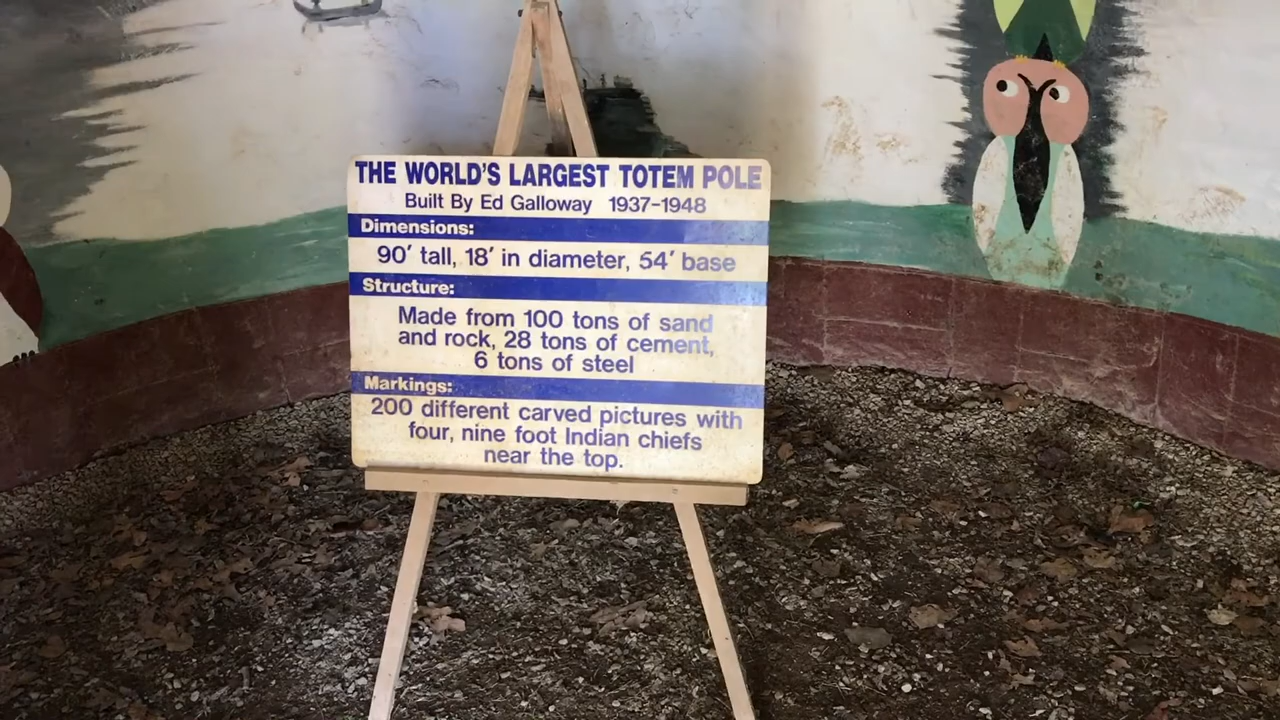 THE WORLD'S LARGEST TOTEM POLE
Built By Ed Galloway 1937-1948
Dimensions:
90' tall, 18' in diameter, 54' base
Structure:
Made from 100 tons of sand
and rock, 28 tons of cement,
6 tons of steel
Markings:
200 different carved pictures with
four, nine foot Indian chiefs
near the top.